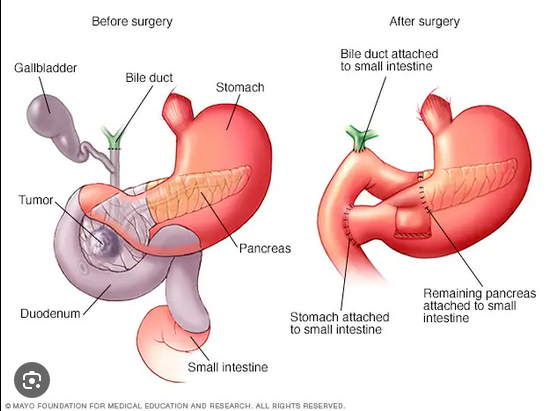 Before surgery
After surgery
Gallbladder
Bile duct
Stomach
Bile duct attached
to small intestine
Tumor
Pancreas
Duodenum
Small intestine
Stomach attached
to small intestine
Remaining pancreas
attached to small
intestine
© MAYO FOUNDATION FOR MEDICAL EDUCATION AND RESEARCH. ALL RIGHTS RESERVED.